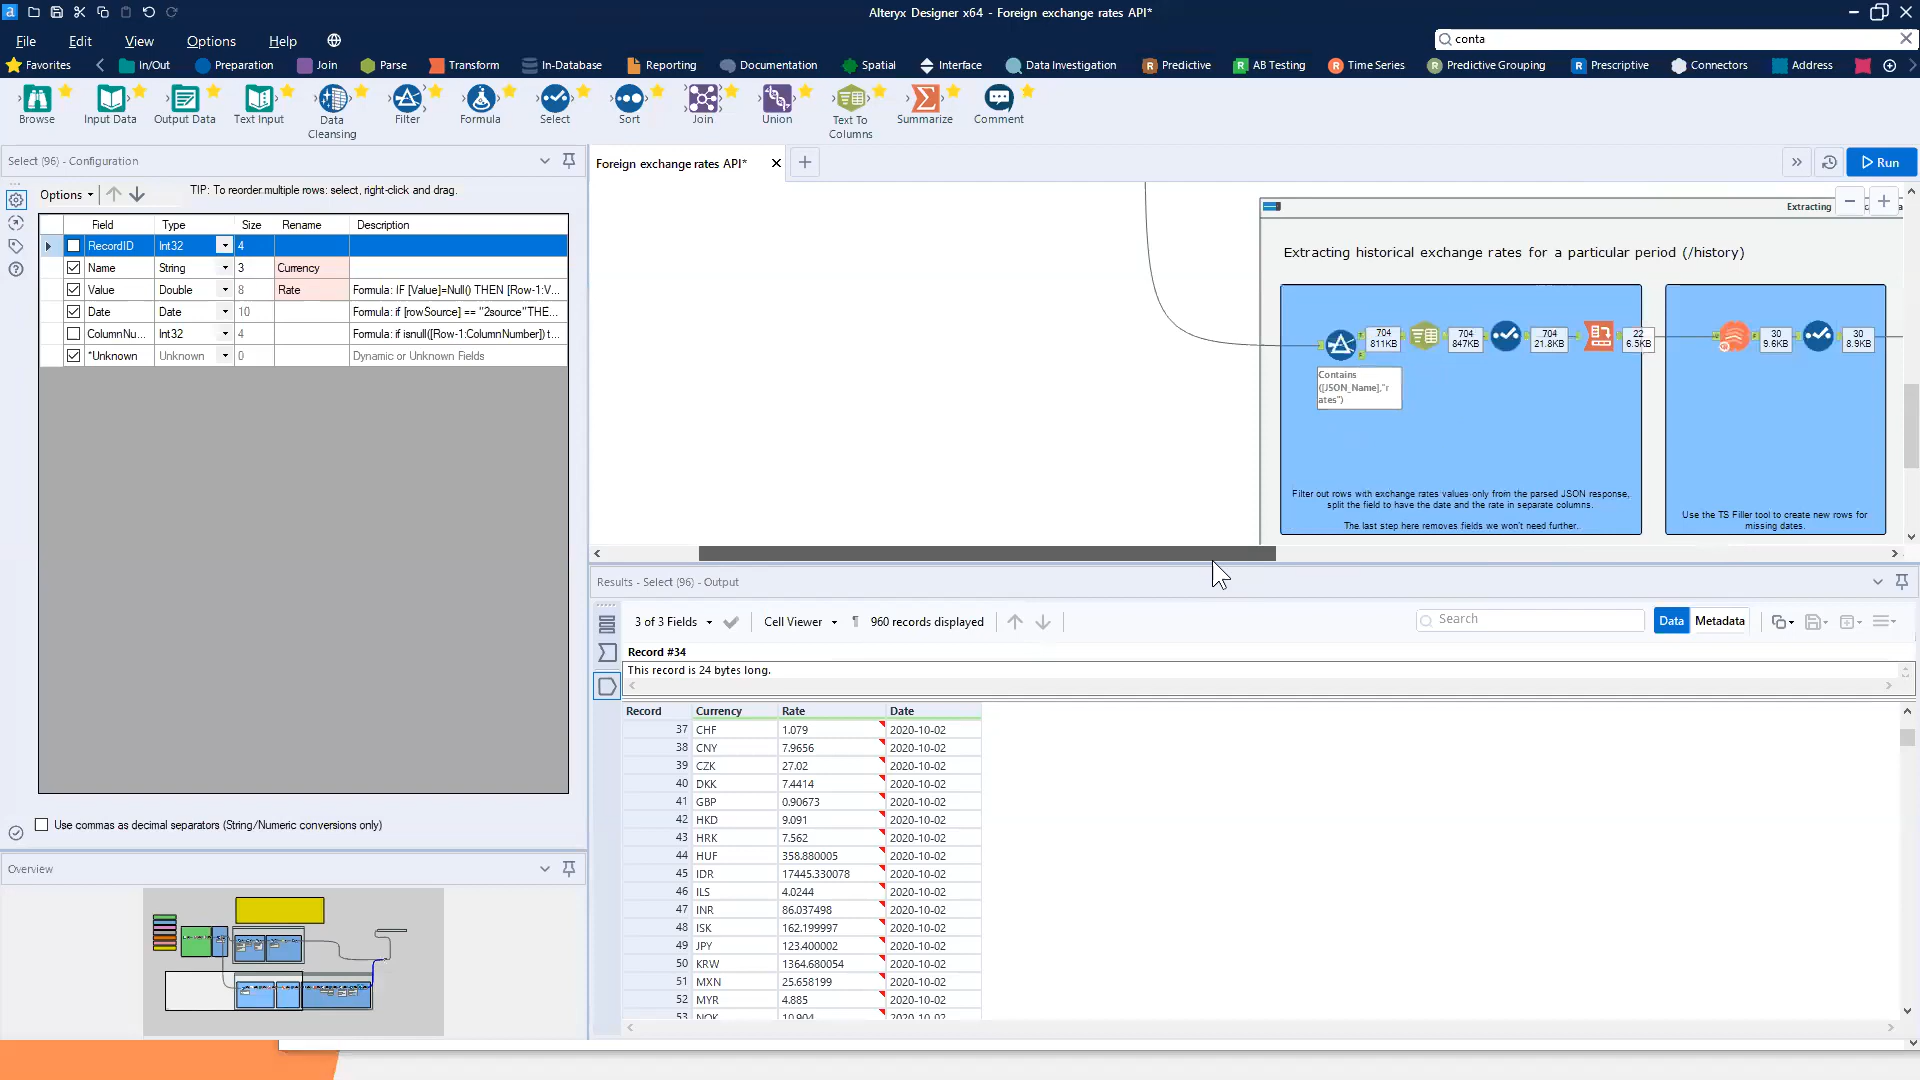 Alteryx Designer x64 - Foreign exchange rates API*
File Edit View Options Help
conta
Favorites In/Out Preparation Join Parse Transform In-Database Reporting Documentation Spatial Interface Data Investigation Predictive AB Testing Time Series Predictive Grouping Prescriptive Connectors Address
Browse Input Data Output Data Text Input Data Cleansing Filter Formula Select Sort Join Union Text To Columns Summarize Comment
Select (96) - Configuration
Options
TIP: To reorder multiple rows: select, right-click and drag.
Field Type Size Rename Description
RecordID Int32 4
Name String 3 Currency
Value Double 8 Rate Formula: IF [Value]=Null() THEN [Row-1:V...
Date Date 10 Formula: if [rowSource] == "2source"THE...
ColumnNu... Int32 4 Formula: if isnull([Row-1:ColumnNumber]) t...
*Unknown Unknown 0 Dynamic or Unknown Fields
Use commas as decimal separators (String/Numeric conversions only)
Overview
Foreign exchange rates API*
Run
Extracting
Extracting historical exchange rates for a particular period (/history)
704
811KB
704
847KB
704
21.8KB
22
6.5KB
30
9.6KB
30
8.9KB
Contains
([JSON_Name],"r
ates")
Filter out rows with exchange rates values only from the parsed JSON response,
split the field to have the date and the rate in separate columns.
The last step here removes fields we won't need further.
Use the TS Filler tool to create new rows for
missing dates.
Results - Select (96) - Output
3 of 3 Fields Cell Viewer 960 records displayed Search Data Metadata
Record #34
This record is 24 bytes long.
Record Currency Rate Date
37 CHF 1.079 2020-10-02
38 CNY 7.9656 2020-10-02
39 CZK 27.02 2020-10-02
40 DKK 7.4414 2020-10-02
41 GBP 0.90673 2020-10-02
42 HKD 9.091 2020-10-02
43 HRK 7.562 2020-10-02
44 HUF 358.880005 2020-10-02
45 IDR 17445.330078 2020-10-02
46 ILS 4.0244 2020-10-02
47 INR 86.037498 2020-10-02
48 ISK 162.199997 2020-10-02
49 JPY 123.400002 2020-10-02
50 KRW 1364.680054 2020-10-02
51 MXN 25.658199 2020-10-02
52 MYR 4.885 2020-10-02
53 NOK 10.904 2020-10-02